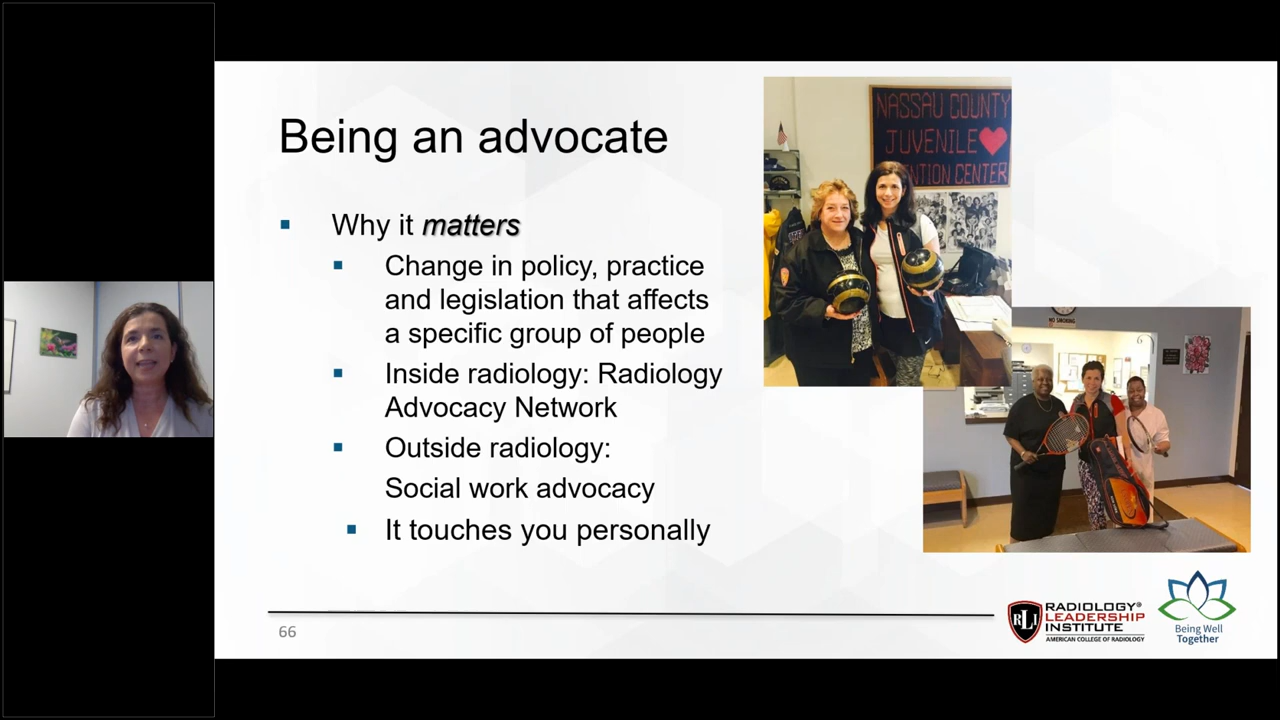 Being an advocate
Why it matters
Change in policy, practice
and legislation that affects
a specific group of people
Inside radiology: Radiology
Advocacy Network
Outside radiology:
Social work advocacy
It touches you personally
NASSAU COUNTY
JUVENILE
ENTION CENTER
NO SMOKING
66
RLI
RADIOLOGY®
LEADERSHIP
INSTITUTE
AMERICAN COLLEGE OF RADIOLOGY
Being Well
Together